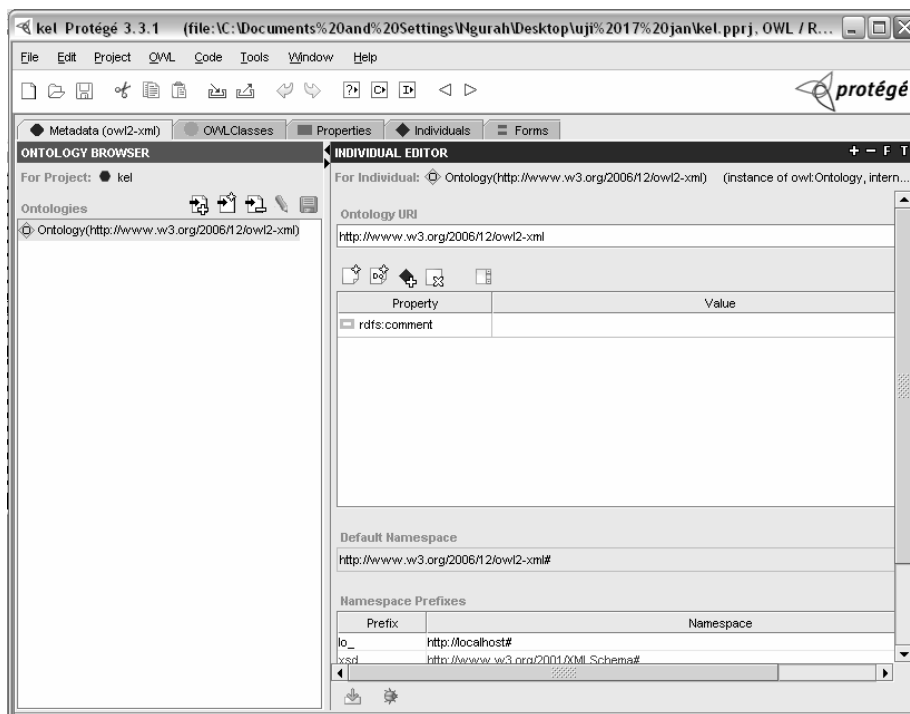 kel Protégé 3.3.1 (file:\C:\Documents%20and%20Settings\Ngurah\Desktop\uji%2017%20jan\kel.pprj, OWL / R...
File Edit Project OWL Code Tools Window Help
protégé
Metadata (owl2-xml) OWLClasses Properties Individuals Forms
ONTOLOGY BROWSER
For Project: kel
Ontologies
Ontology(http://www.w3.org/2006/12/owl2-xml)
INDIVIDUAL EDITOR + − F T
For Individual: Ontology(http://www.w3.org/2006/12/owl2-xml) (instance of owl:Ontology, intern...
Ontology URI
http://www.w3.org/2006/12/owl2-xml
Property Value
rdfs:comment
Default Namespace
http://www.w3.org/2006/12/owl2-xml#
Namespace Prefixes
Prefix Namespace
lo_ http://localhost#
xsd http://www.w3.org/2001/XMLSchema#